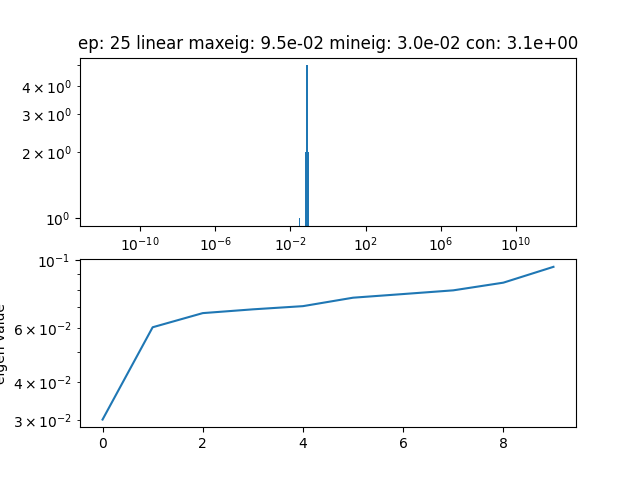 ep: 25 linear maxeig: 9.5e-02 mineig: 3.0e-02 con: 3.1e+00
4 × 10⁰
3 × 10⁰
2 × 10⁰
10⁰
10⁻¹⁰ 10⁻⁶ 10⁻² 10² 10⁶ 10¹⁰
10⁻¹
6 × 10⁻²
4 × 10⁻²
3 × 10⁻²
eigen value
0 2 4 6 8